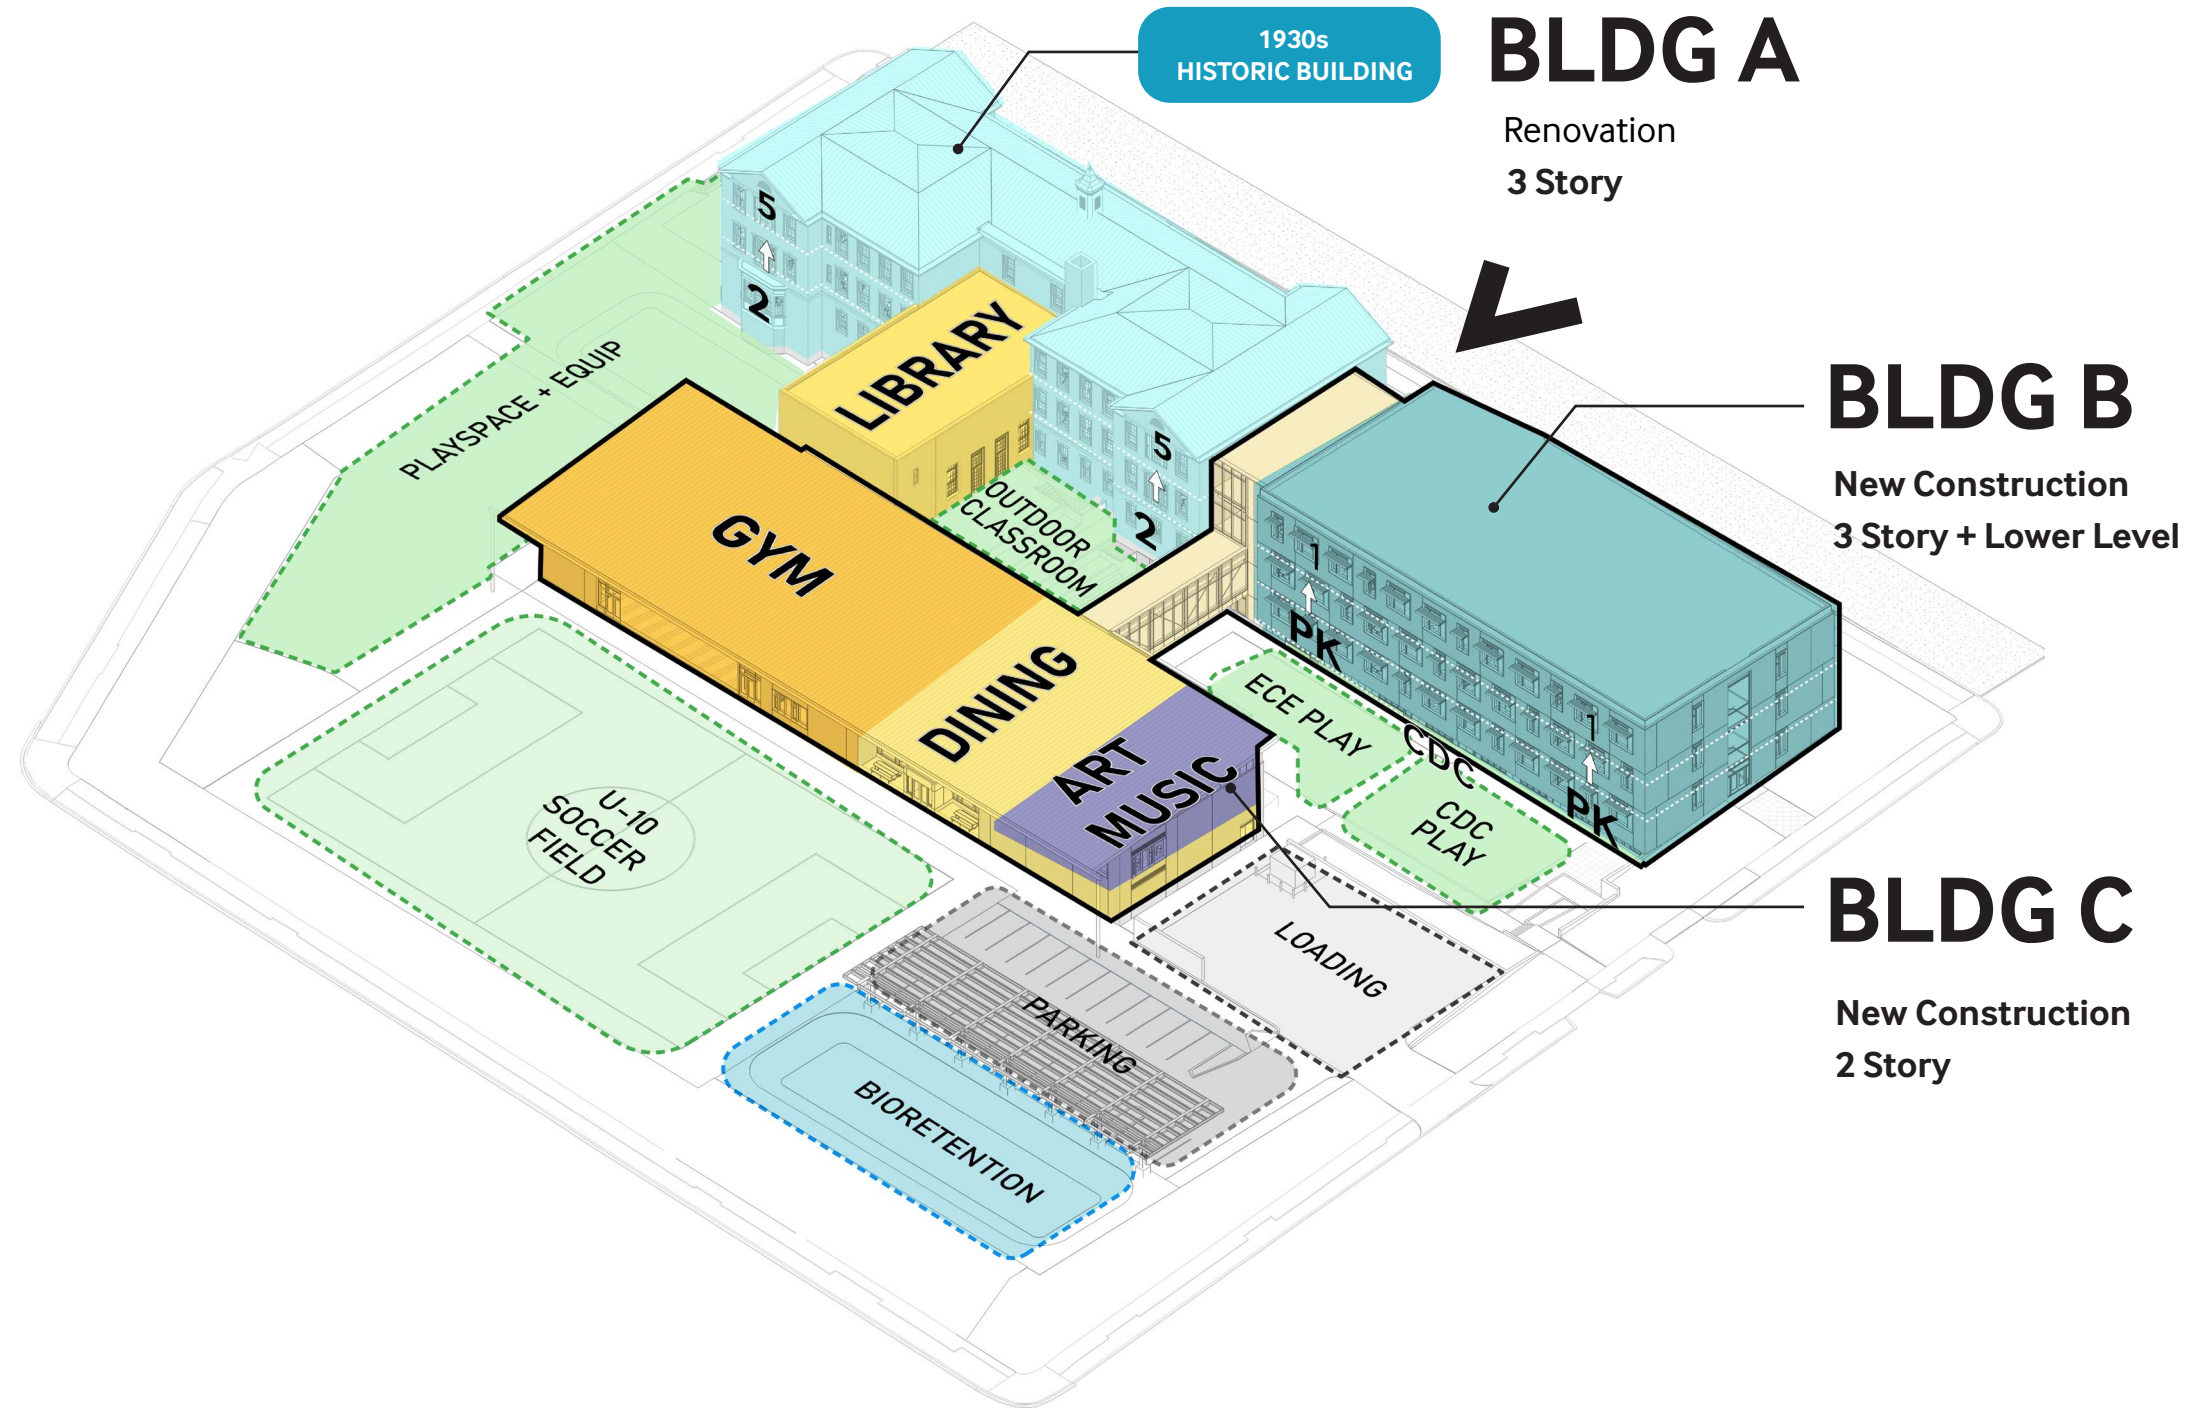 1930s
HISTORIC BUILDING
BLDG A
Renovation
3 Story
5
2
LIBRARY
PLAYSPACE + EQUIP
5
2
OUTDOOR
CLASSROOM
GYM
BLDG B
New Construction
3 Story + Lower Level
1
PK
DINING
ECE PLAY
CDC
1
PK
ART
MUSIC
CDC
PLAY
U-10
SOCCER
FIELD
BLDG C
New Construction
2 Story
LOADING
PARKING
BIORETENTION